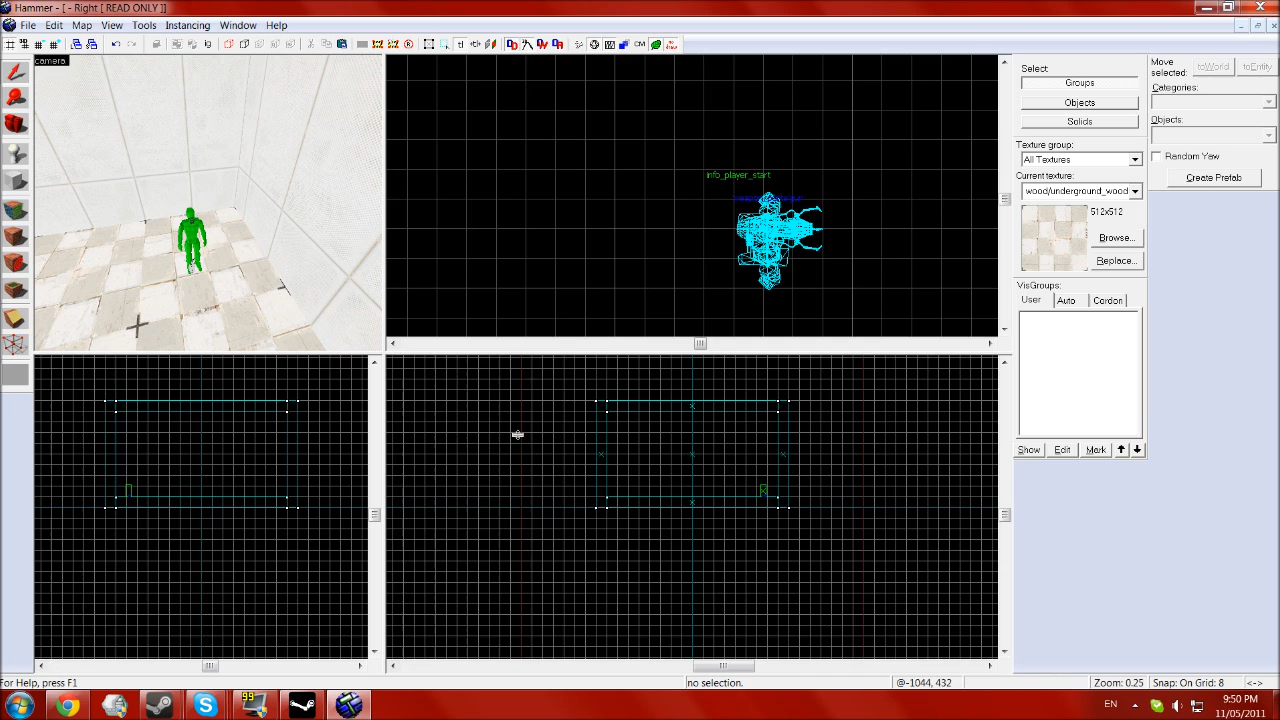 Hammer - [ - Right [ READ ONLY ]]
File Edit Map View Tools Instancing Window Help
CM
camera
info_player_start
Select
Groups
Objects
Solids
Texture group:
All Textures
Current texture:
wood/underground_wood
512x512
Browse...
Replace...
VisGroups:
User Auto Cordon
Show Edit Mark
Move selected:
toWorld toEntity
Categories:
Objects:
Random Yaw
Create Prefab
For Help, press F1
no selection.
@-1044, 432
Zoom: 0.25
Snap: On Grid: 8
<->
99
EN
9:50 PM
11/05/2011